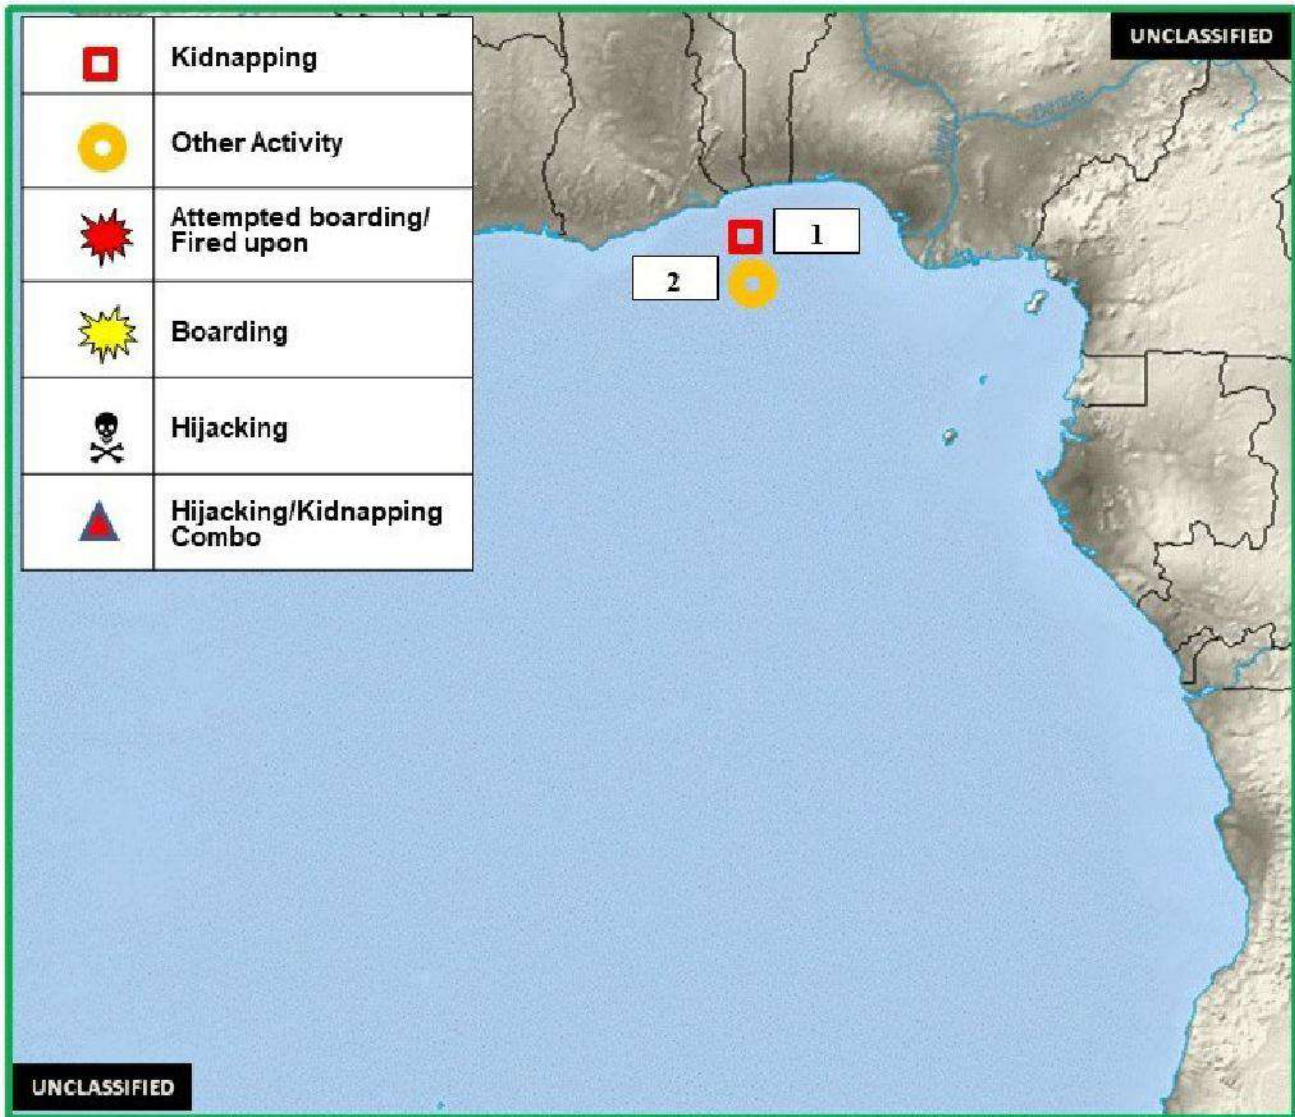 UNCLASSIFIED
Kidnapping
Other Activity
Attempted boarding/
Fired upon
Boarding
Hijacking
Hijacking/Kidnapping
Combo
1
2
UNCLASSIFIED